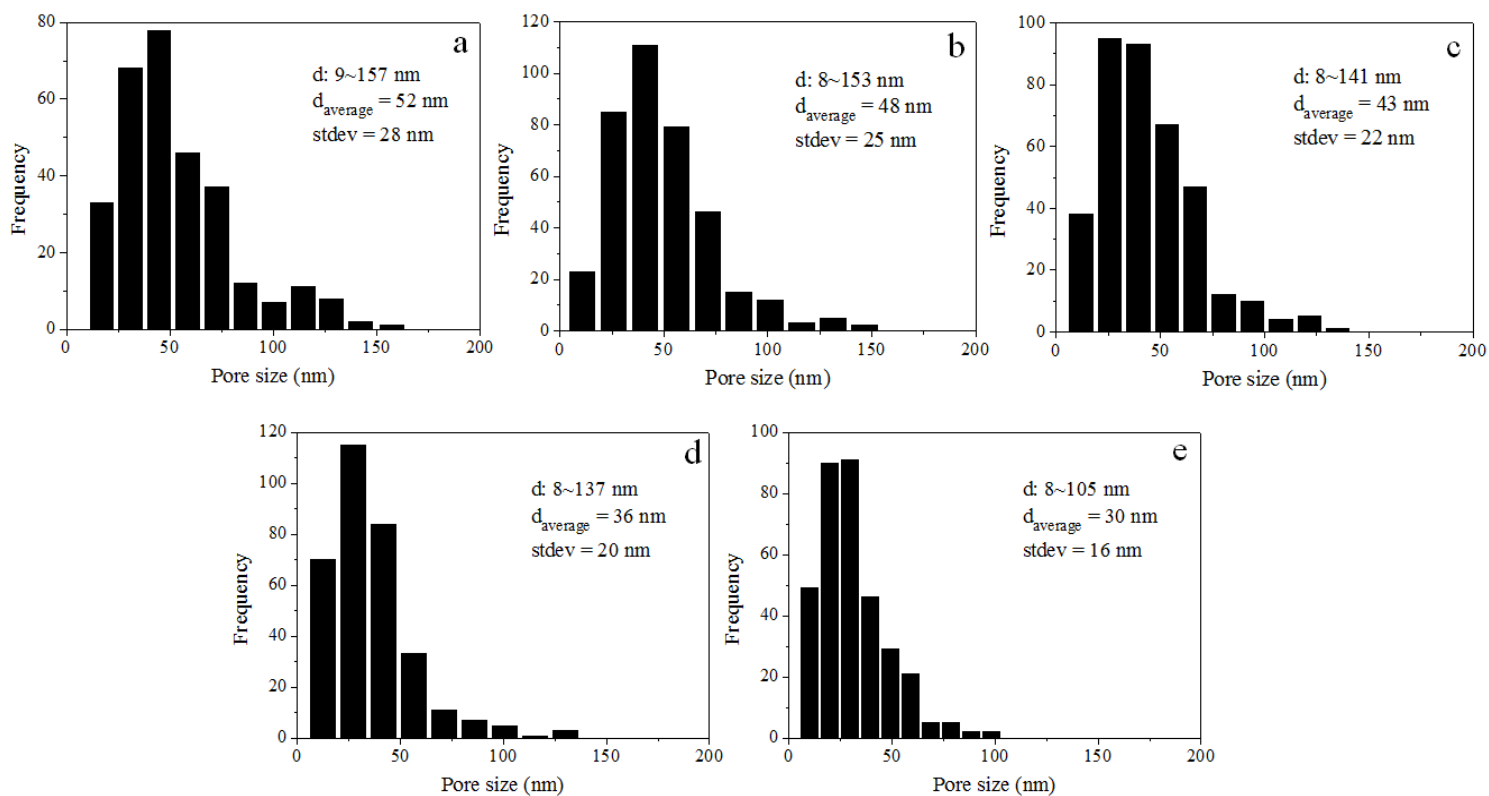 a
d: 9~157 nm
daverage = 52 nm
stdev = 28 nm
80
60
40
20
0
Frequency
0 50 100 150 200
Pore size (nm)
b
d: 8~153 nm
daverage = 48 nm
stdev = 25 nm
120
100
80
60
40
20
0
Frequency
0 50 100 150 200
Pore size (nm)
c
d: 8~141 nm
daverage = 43 nm
stdev = 22 nm
100
80
60
40
20
0
Frequency
0 50 100 150 200
Pore size (nm)
d
d: 8~137 nm
daverage = 36 nm
stdev = 20 nm
120
100
80
60
40
20
0
Frequency
0 50 100 150 200
Pore size (nm)
e
d: 8~105 nm
daverage = 30 nm
stdev = 16 nm
100
80
60
40
20
0
Frequency
0 50 100 150 200
Pore size (nm)